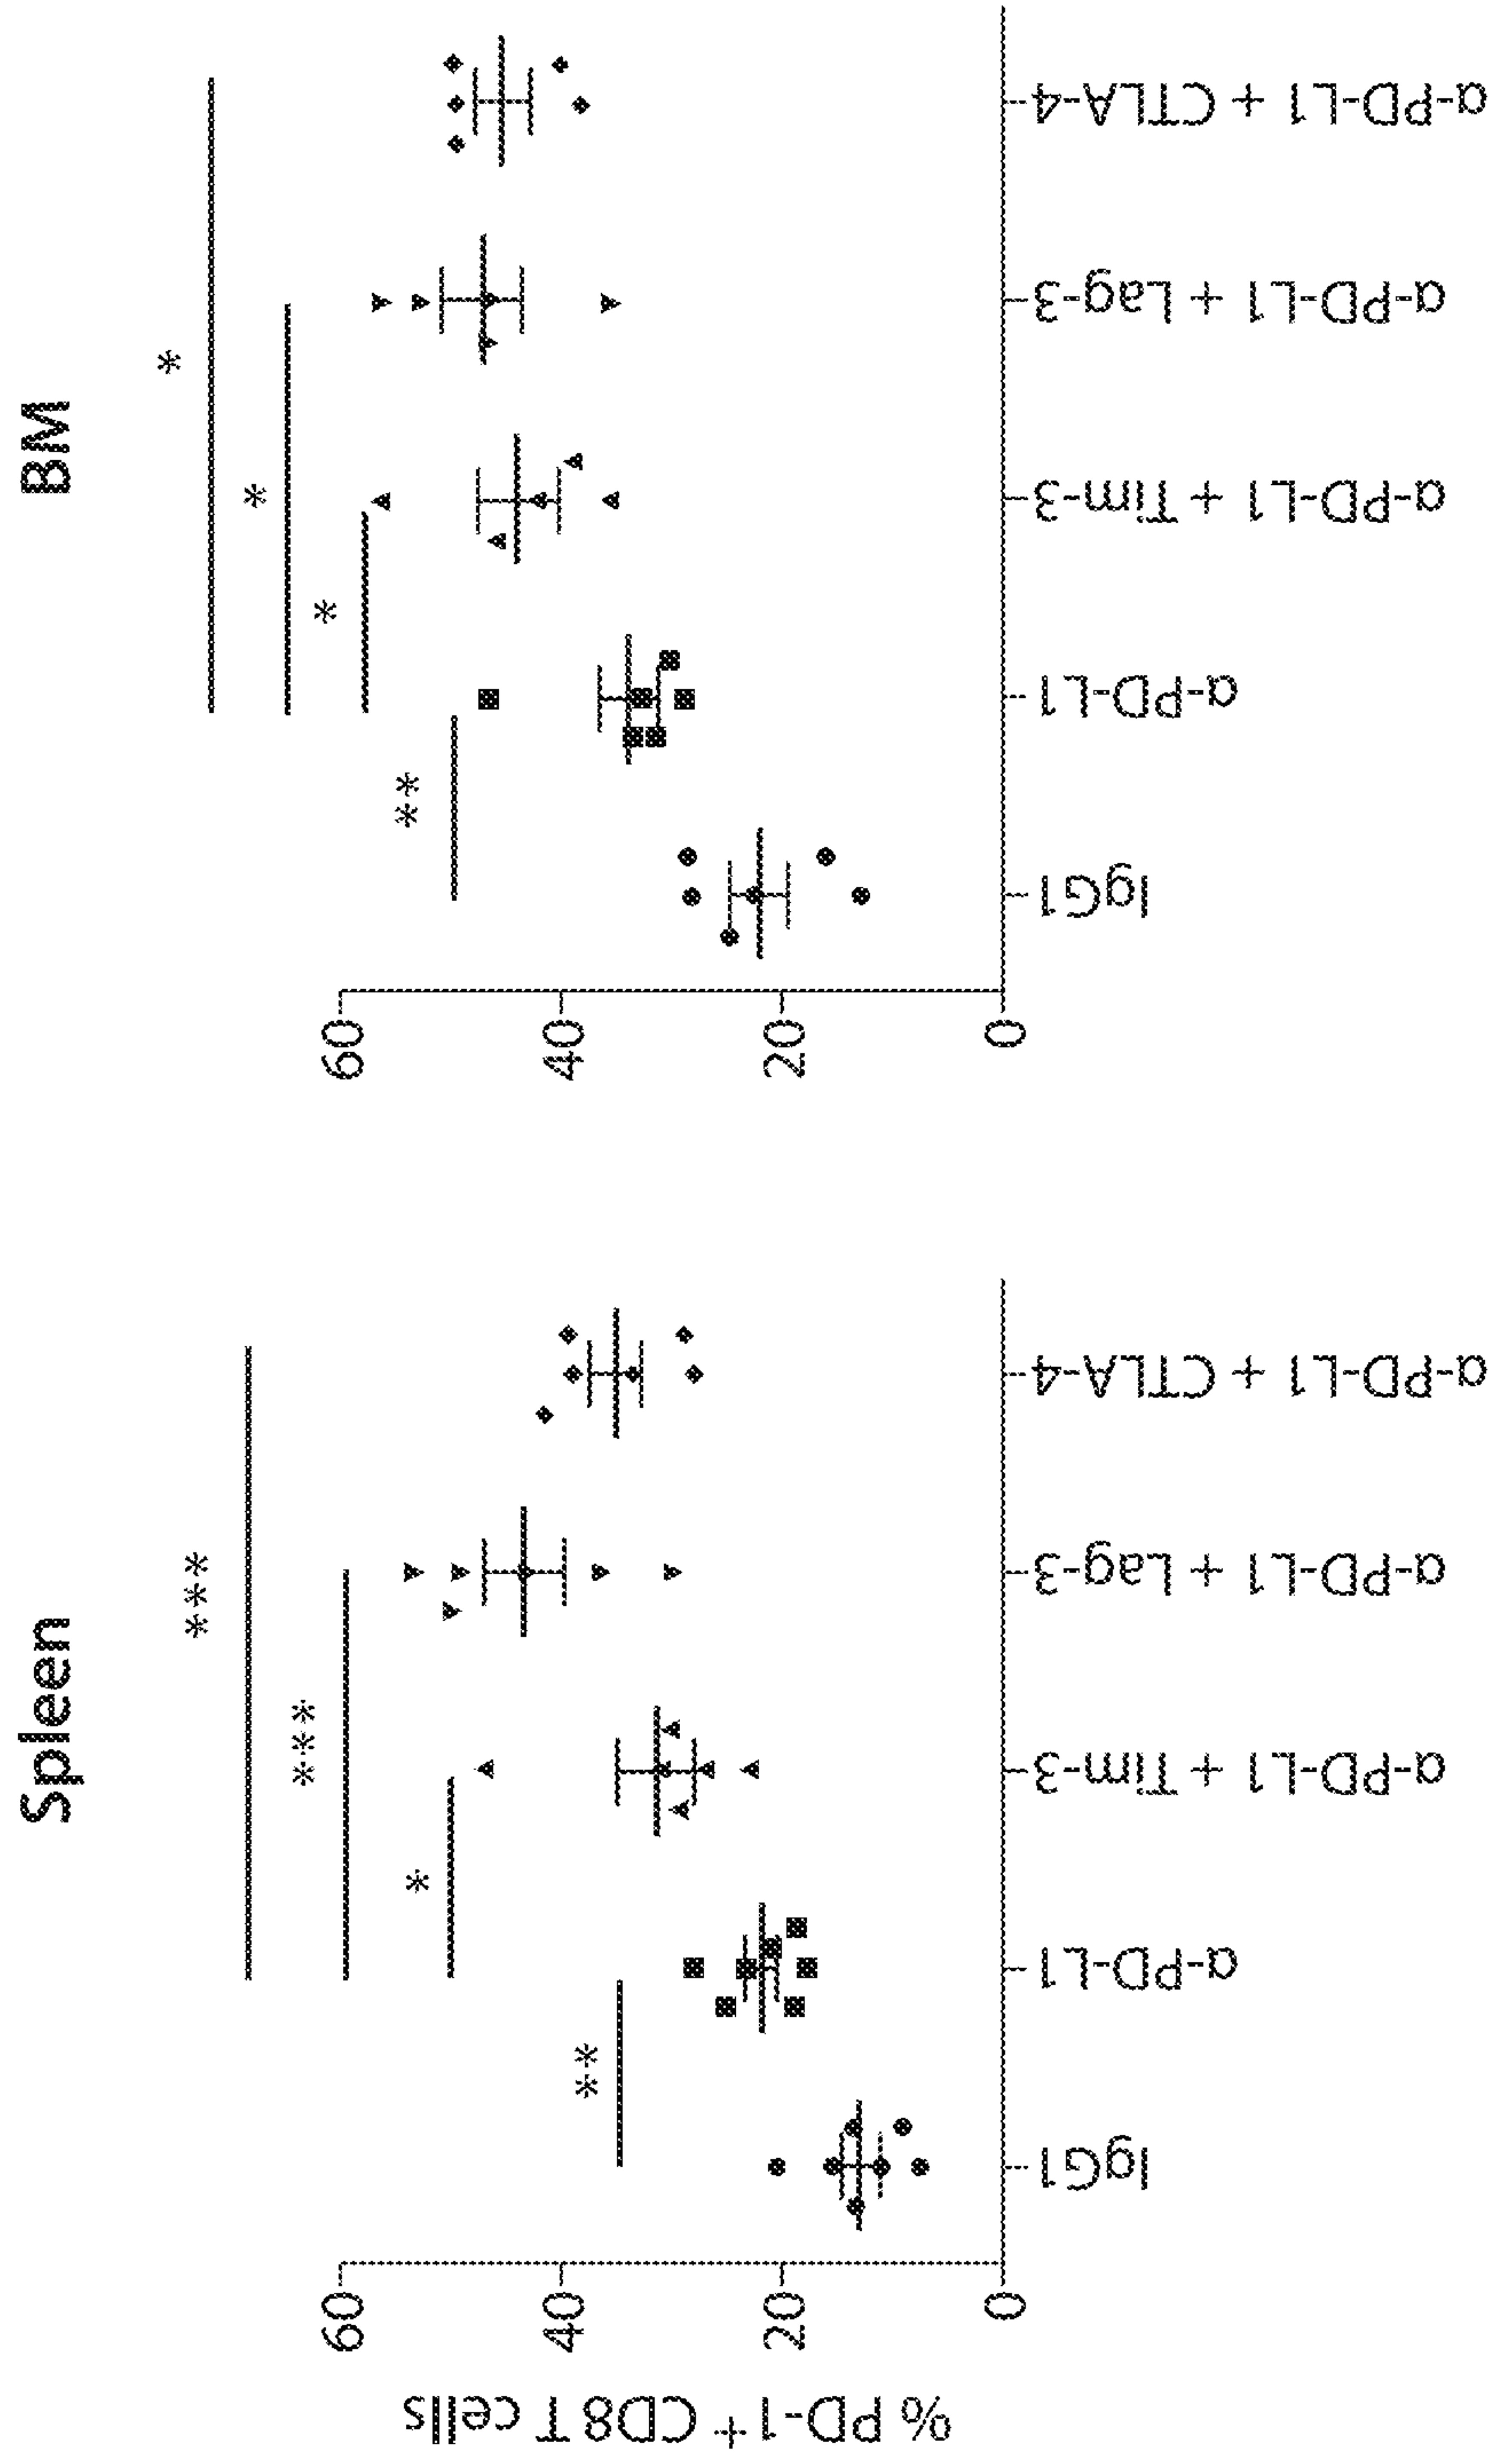 Spleen
% PD-1+ CD8 T cells
60
40
20
0
**
*
***
***
IgG1
α-PD-L1
α-PD-L1 + Tim-3
α-PD-L1 + Lag-3
α-PD-L1 + CTLA-4
BM
60
40
20
0
**
*
*
*
IgG1
α-PD-L1
α-PD-L1 + Tim-3
α-PD-L1 + Lag-3
α-PD-L1 + CTLA-4